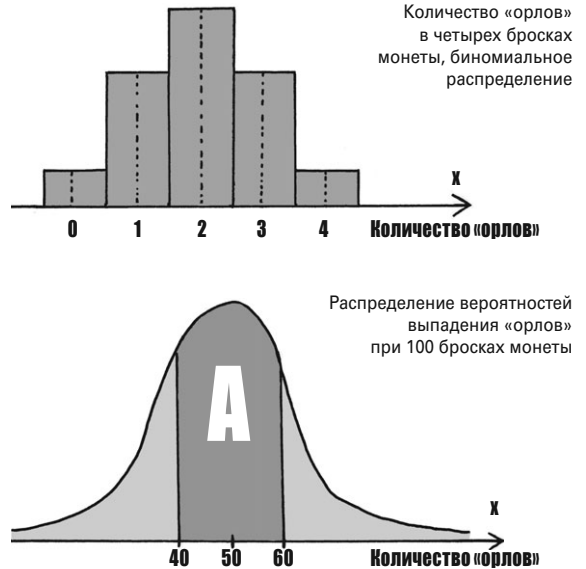 Количество «орлов»
в четырех бросках
монеты, биномиальное
распределение
X
0 1 2 3 4 Количество «орлов»
Распределение вероятностей
выпадения «орлов»
при 100 бросках монеты
A
X
40 50 60 Количество «орлов»